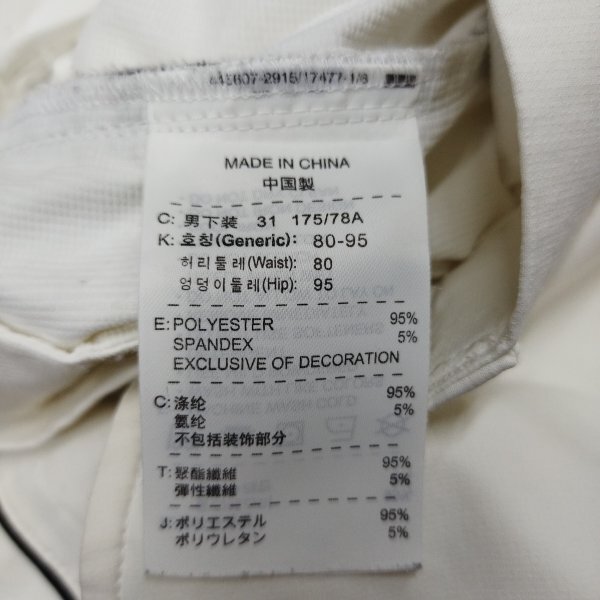 MADE IN CHINA
中国製
C: 男下装 31 175/78A
K: 호칭(Generic): 80-95
허리둘레(Waist): 80
엉덩이둘레(Hip): 95
E: POLYESTER 95%
SPANDEX 5%
EXCLUSIVE OF DECORATION
C: 涤纶 95%
氨纶 5%
不包括装饰部分
T: 聚酯纖維 95%
彈性纖維 5%
J: ポリエステル 95%
ポリウレタン 5%